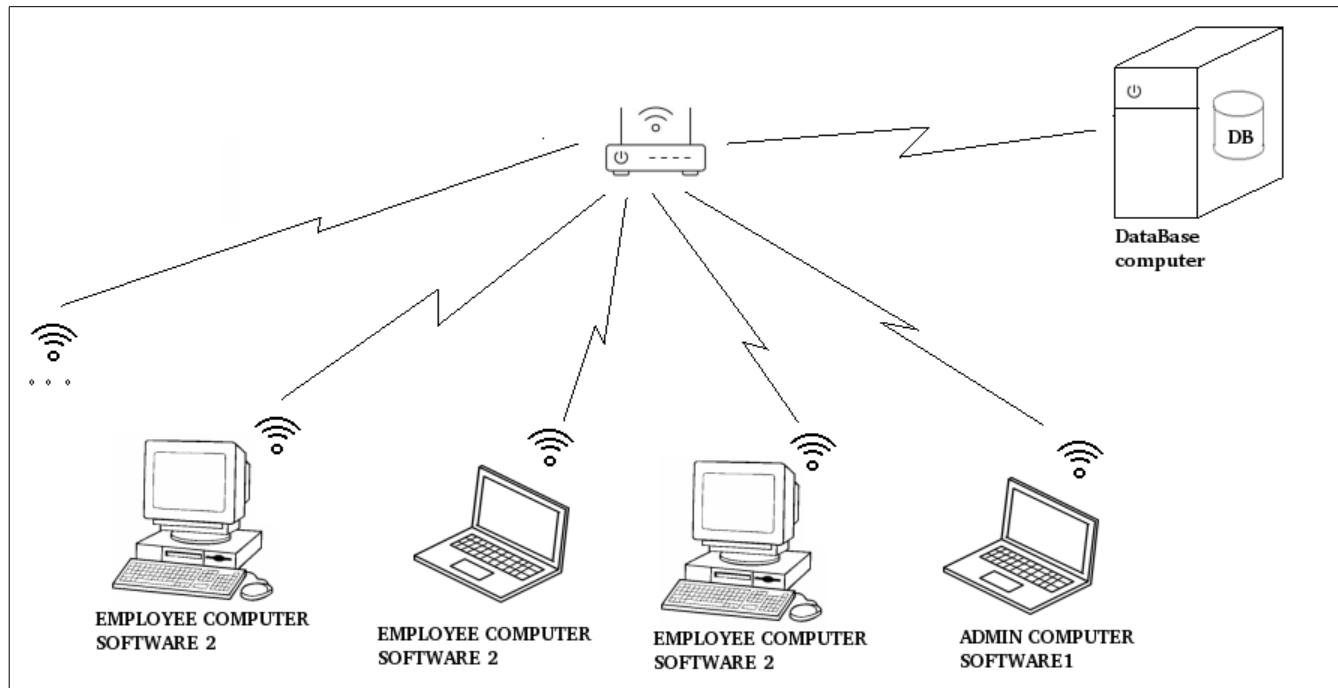 DB
DataBase
computer
EMPLOYEE COMPUTER
SOFTWARE 2
EMPLOYEE COMPUTER
SOFTWARE 2
EMPLOYEE COMPUTER
SOFTWARE 2
ADMIN COMPUTER
SOFTWARE1